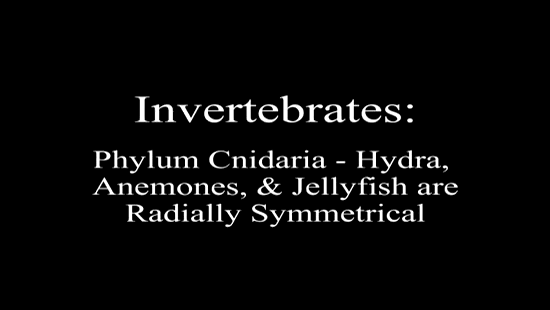 Invertebrates:
Phylum Cnidaria - Hydra,
Anemones, & Jellyfish are
Radially Symmetrical